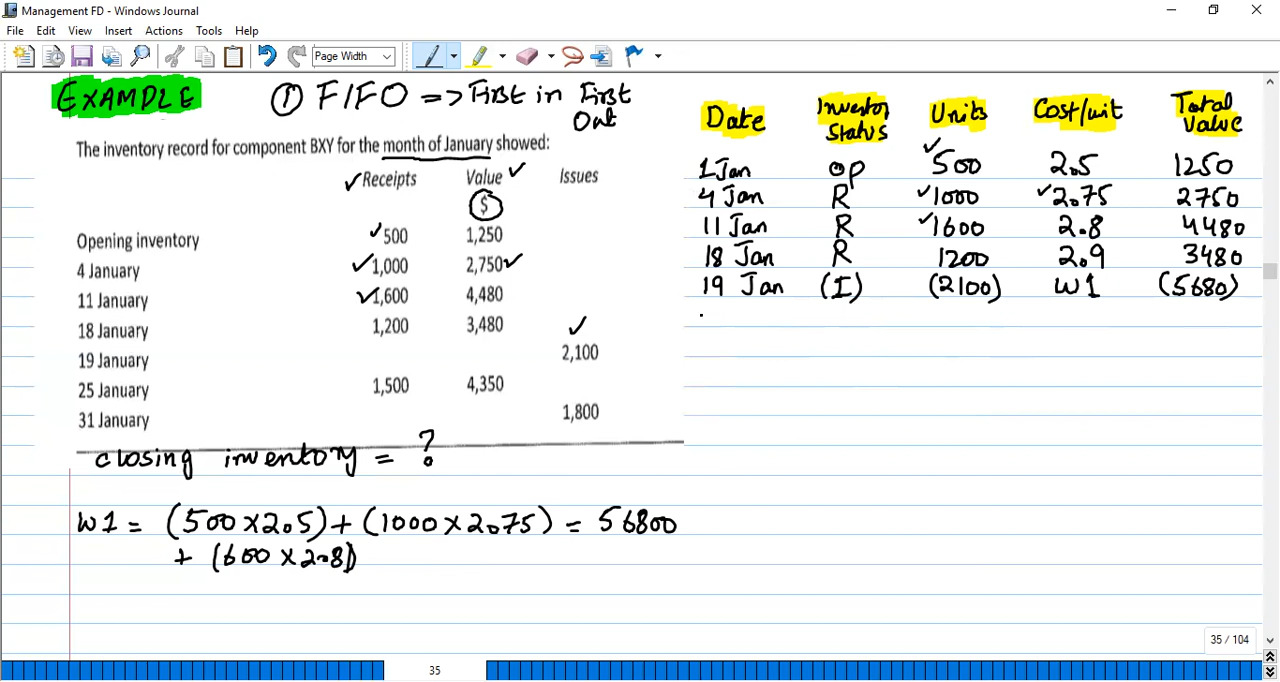 Management FD - Windows Journal
File Edit View Insert Actions Tools Help
Page Width
EXAMPLE
① FIFO => First in First
Out
The inventory record for component BXY for the month of January showed:
Receipts Value Issues
$
Opening inventory 500 1,250
4 January 1,000 2,750
11 January 1,600 4,480
18 January 1,200 3,480
19 January 2,100
25 January 1,500 4,350
31 January 1,800
closing inventory = ?
W1 = (500 x 2.5) + (1000 x 2.75) = 56800
+ (600 x 2.8)
Date Inventor Status Units Cost/unit Total Value
1 Jan op 500 2.5 1250
4 Jan R 1000 2.75 2750
11 Jan R 1600 2.8 4480
18 Jan R 1200 2.9 3480
19 Jan (I) (2100) W1 (5680)
35 / 104
35